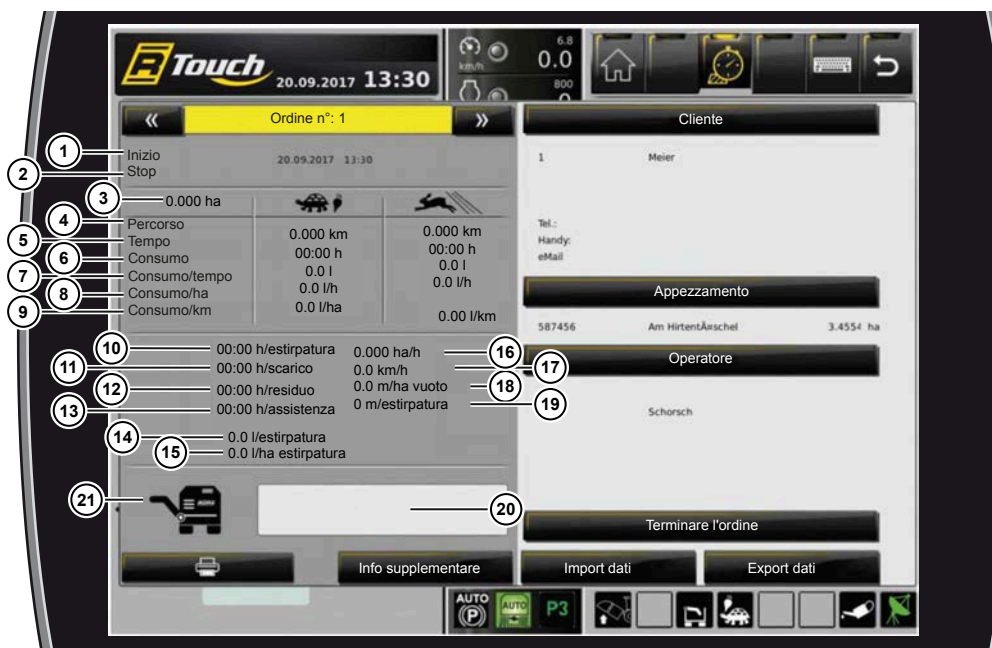 R Touch 20.09.2017 13:30
km/h 6.8
0.0
800
Ordine n°: 1
1 Inizio 20.09.2017 13:30
2 Stop
3 0.000 ha
4 Percorso 0.000 km 0.000 km
5 Tempo 00:00 h 00:00 h
6 Consumo 0.0 l 0.0 l
7 Consumo/tempo 0.0 l/h 0.0 l/h
8 Consumo/ha 0.0 l/ha
9 Consumo/km 0.00 l/km
10 00:00 h/estirpatura 0.000 ha/h 16
11 00:00 h/scarico 0.0 km/h 17
12 00:00 h/residuo 0.0 m/ha vuoto 18
13 00:00 h/assistenza 0 m/estirpatura 19
14 0.0 l/estirpatura
15 0.0 l/ha estirpatura
21
20
Info supplementare
Cliente
1 Meier
Tel.:
Handy:
eMail
Appezzamento
587456 Am HirtentÄ¤schel 3.4554 ha
Operatore
Schorsch
Terminare l'ordine
Import dati
Export dati
AUTO (P) AUTO P3